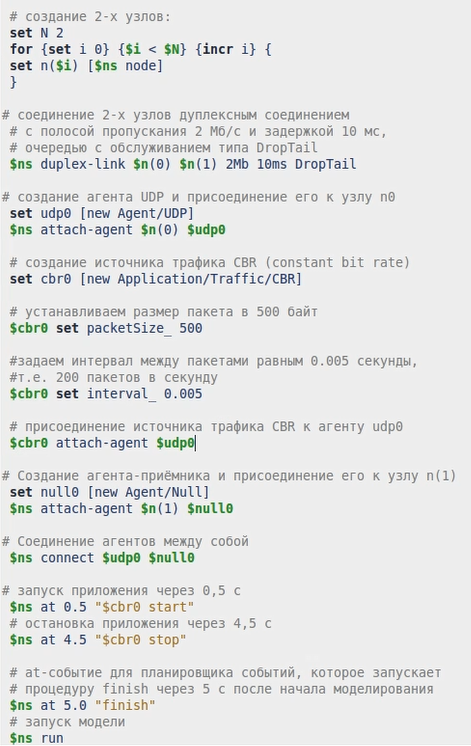 # создание 2-х узлов:
set N 2
for {set i 0} {$i < $N} {incr i} {
set n($i) [$ns node]
}
# соединение 2-х узлов дуплексным соединением
# с полосой пропускания 2 Мб/с и задержкой 10 мс,
# очередью с обслуживанием типа DropTail
$ns duplex-link $n(0) $n(1) 2Mb 10ms DropTail
# создание агента UDP и присоединение его к узлу n0
set udp0 [new Agent/UDP]
$ns attach-agent $n(0) $udp0
# создание источника трафика CBR (constant bit rate)
set cbr0 [new Application/Traffic/CBR]
# устанавливаем размер пакета в 500 байт
$cbr0 set packetSize_ 500
#задаем интервал между пакетами равным 0.005 секунды,
#т.е. 200 пакетов в секунду
$cbr0 set interval_ 0.005
# присоединение источника трафика CBR к агенту udp0
$cbr0 attach-agent $udp0
# Создание агента-приёмника и присоединение его к узлу n(1)
set null0 [new Agent/Null]
$ns attach-agent $n(1) $null0
# Соединение агентов между собой
$ns connect $udp0 $null0
# запуск приложения через 0,5 с
$ns at 0.5 "$cbr0 start"
# остановка приложения через 4,5 с
$ns at 4.5 "$cbr0 stop"
# at-событие для планировщика событий, которое запускает
# процедуру finish через 5 с после начала моделирования
$ns at 5.0 "finish"
# запуск модели
$ns run